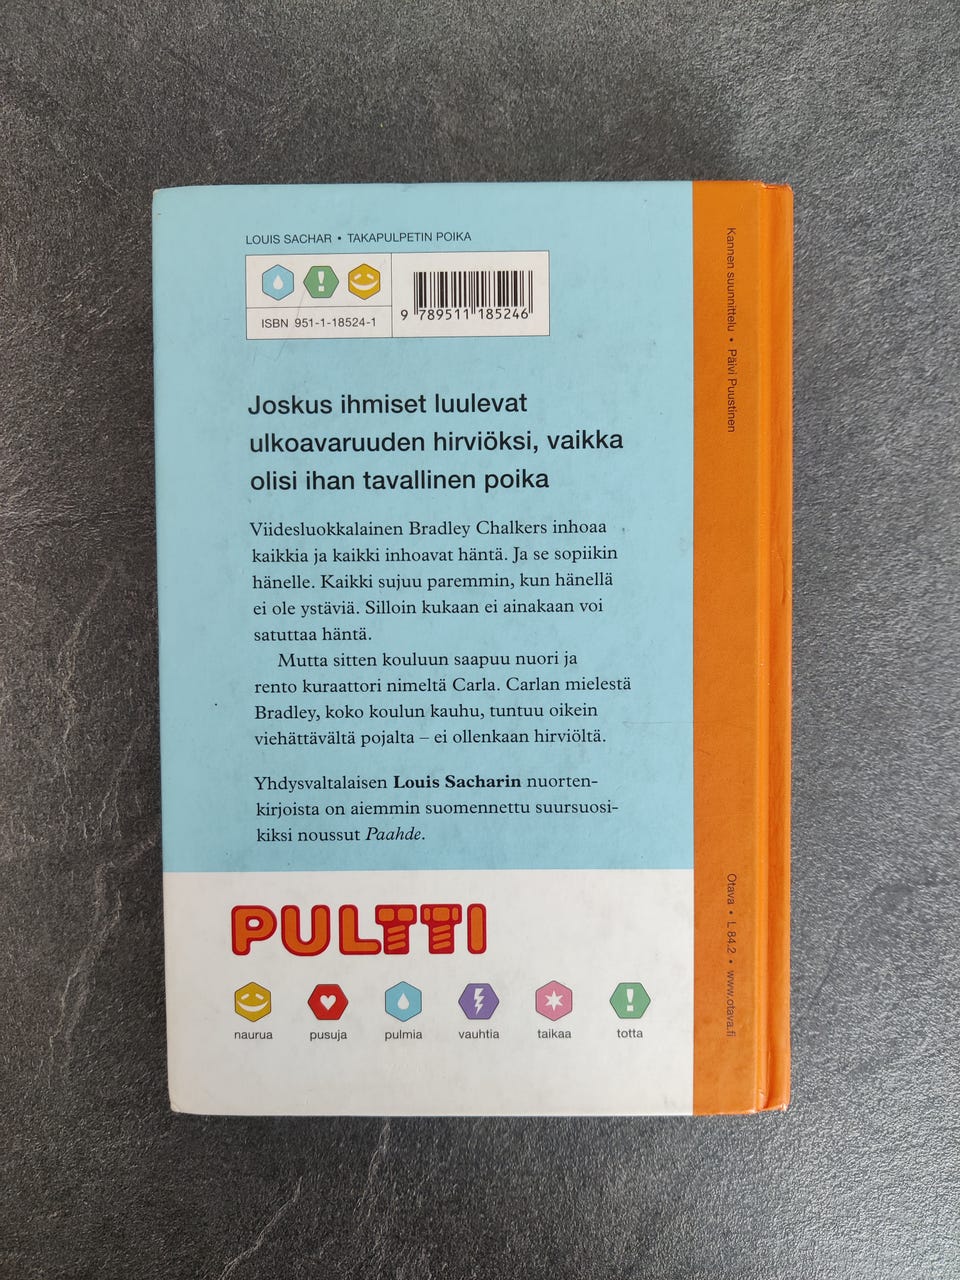 LOUIS SACHAR • TAKAPULPETIN POIKA
ISBN 951-1-18524-1
9 789511 185246
Joskus ihmiset luulevat
ulkoavaruuden hirviöksi, vaikka
olisi ihan tavallinen poika
Viidesluokkalainen Bradley Chalkers inhoaa
kaikkia ja kaikki inhoavat häntä. Ja se sopiikin
hänelle. Kaikki sujuu paremmin, kun hänellä
ei ole ystäviä. Silloin kukaan ei ainakaan voi
satuttaa häntä.
Mutta sitten kouluun saapuu nuori ja
rento kuraattori nimeltä Carla. Carlan mielestä
Bradley, koko koulun kauhu, tuntuu oikein
viehättävältä pojalta – ei ollenkaan hirviöltä.
Yhdysvaltalaisen Louis Sacharin nuorten-
kirjoista on aiemmin suomennettu suursuosi-
kiksi noussut Paahde.
PULTTI
naurua pusuja pulmia vauhtia taikaa totta
Kannen suunnittelu • Päivi Puustinen
Otava • L 84.2 • www.otava.fi